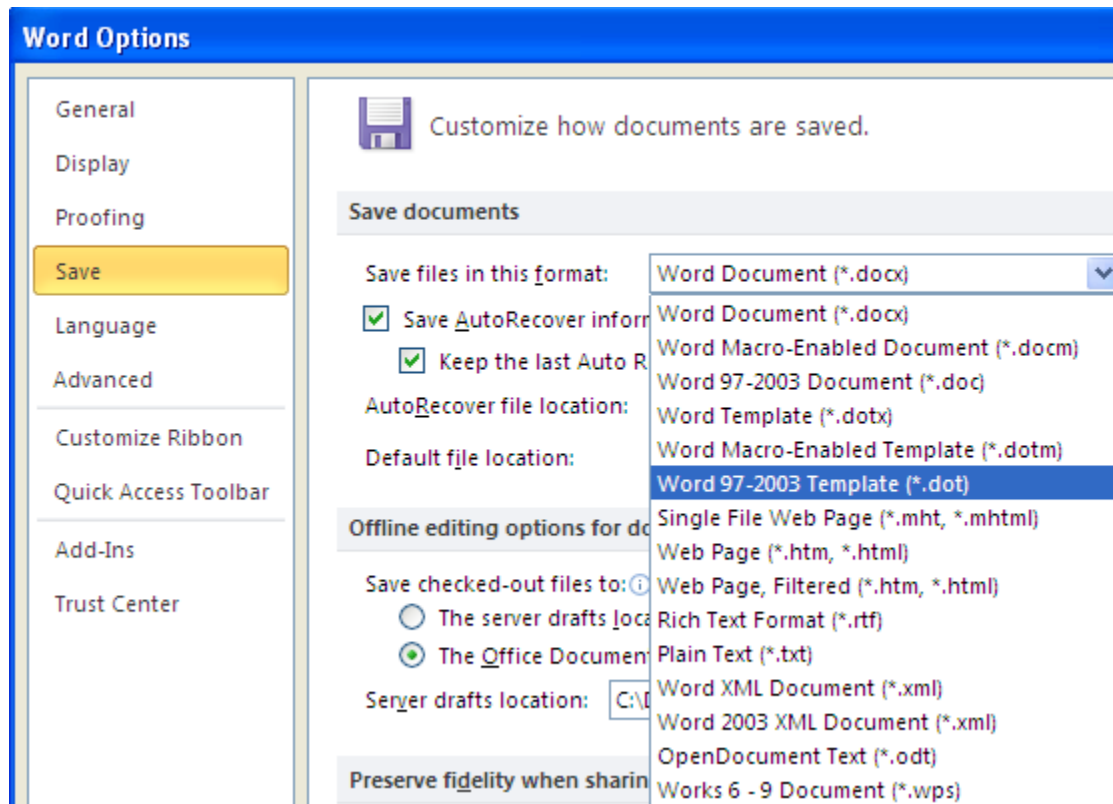 Word Options
General
Display
Proofing
Save
Language
Advanced
Customize Ribbon
Quick Access Toolbar
Add-Ins
Trust Center
Customize how documents are saved.
Save documents
Save files in this format: Word Document (*.docx)
Save AutoRecover
Keep the last Auto
AutoRecover file location:
Default file location:
Word Document (*.docx)
Word Macro-Enabled Document (*.docm)
Word 97-2003 Document (*.doc)
Word Template (*.dotx)
Word Macro-Enabled Template (*.dotm)
Word 97-2003 Template (*.dot)
Single File Web Page (*.mht, *.mhtml)
Web Page (*.htm, *.html)
Web Page, Filtered (*.htm, *.html)
Rich Text Format (*.rtf)
Plain Text (*.txt)
Word XML Document (*.xml)
Word 2003 XML Document (*.xml)
OpenDocument Text (*.odt)
Works 6 - 9 Document (*.wps)
Offline editing options for
Save checked-out files to:
The server drafts
The Office
Server drafts location: C:\
Preserve fidelity when